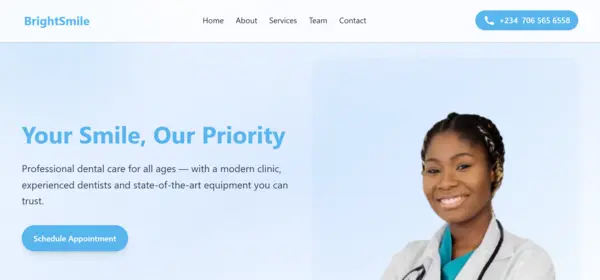 BrightSmile
Home About Services Team Contact
+234 706 565 6558
Your Smile, Our Priority
Professional dental care for all ages — with a modern clinic,
experienced dentists and state-of-the-art equipment you can
trust.
Schedule Appointment